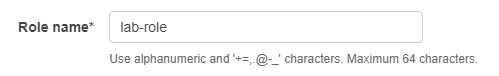 Role name* lab-role
Use alphanumeric and '+=,.@-_' characters. Maximum 64 characters.